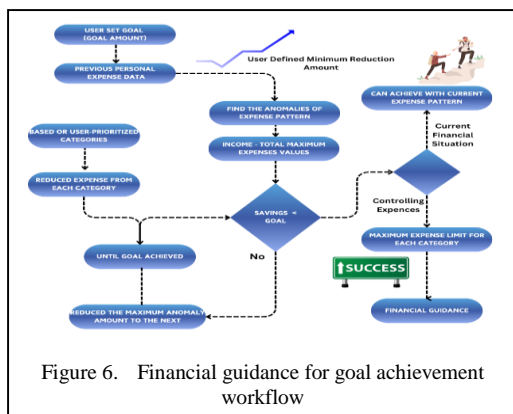 USER SET GOAL
(GOAL AMOUNT)
PREVIOUS PERSONAL
EXPENSE DATA
User Defined Minimum Reduction
Amount
FIND THE ANOMALIES OF
EXPENSE PATTERN
INCOME - TOTAL MAXIMUM
EXPENSES VALUES
CAN ACHIEVE WITH CURRENT
EXPENSE PATTERN
Current
Financial
Situation
BASED OR USER-PRIORITIZED
CATEGORIES
REDUCED EXPENSE FROM
EACH CATEGORY
SAVINGS <
GOAL
Controlling
Expences
No
UNTIL GOAL ACHIEVED
MAXIMUM EXPENSE LIMIT FOR
EACH CATEGORY
SUCCESS
REDUCED THE MAXIMUM ANOMALY
AMOUNT TO THE NEXT
FINANCIAL GUIDANCE
Figure 6. Financial guidance for goal achievement
workflow